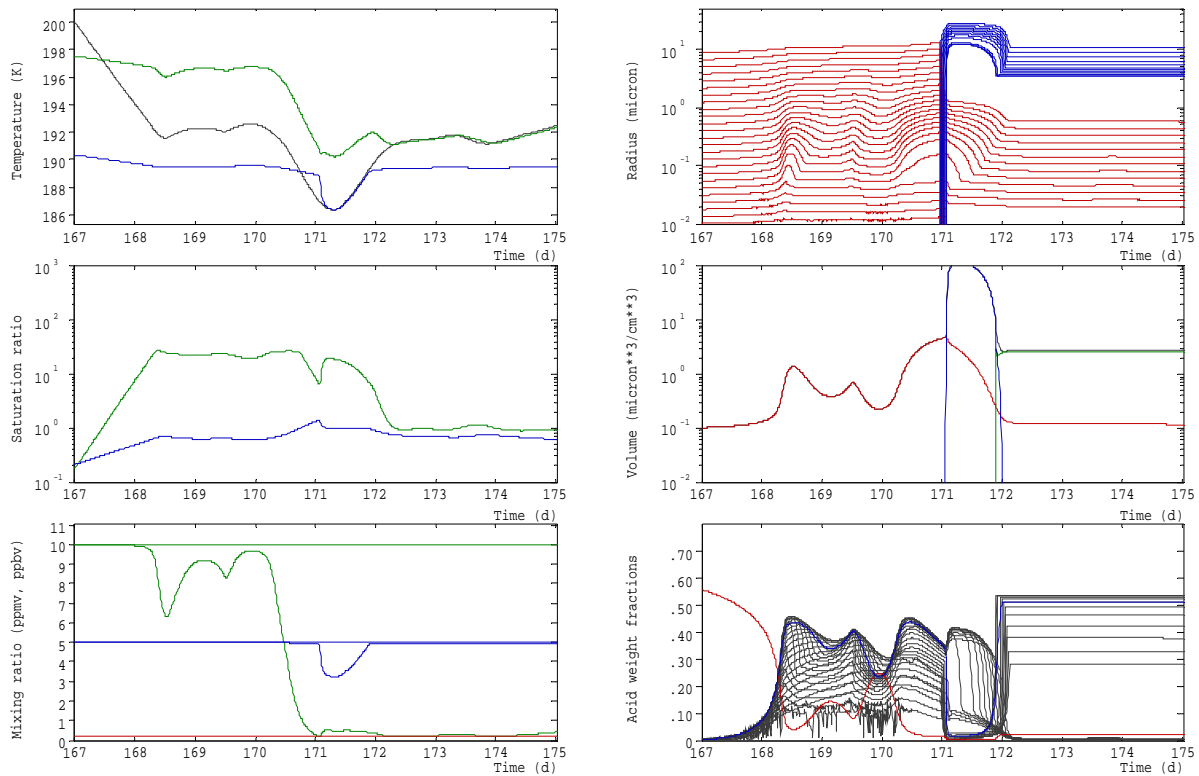 Temperature (K)
200
198
196
194
192
190
188
186
167 168 169 170 171 172 173 174 175
Time (d)
Radius (micron)
10^1
10^0
10^-1
10^-2
167 168 169 170 171 172 173 174 175
Time (d)
Saturation ratio
10^3
10^2
10^1
10^0
10^-1
167 168 169 170 171 172 173 174 175
Time (d)
Volume (micron**3/cm**3)
10^2
10^1
10^0
10^-1
10^-2
167 168 169 170 171 172 173 174 175
Time (d)
Mixing ratio (ppmv, ppbv)
11
10
9
8
7
6
5
4
3
2
1
0
167 168 169 170 171 172 173 174 175
Time (d)
Acid weight fractions
.70
.60
.50
.40
.30
.20
.10
0
167 168 169 170 171 172 173 174 175
Time (d)